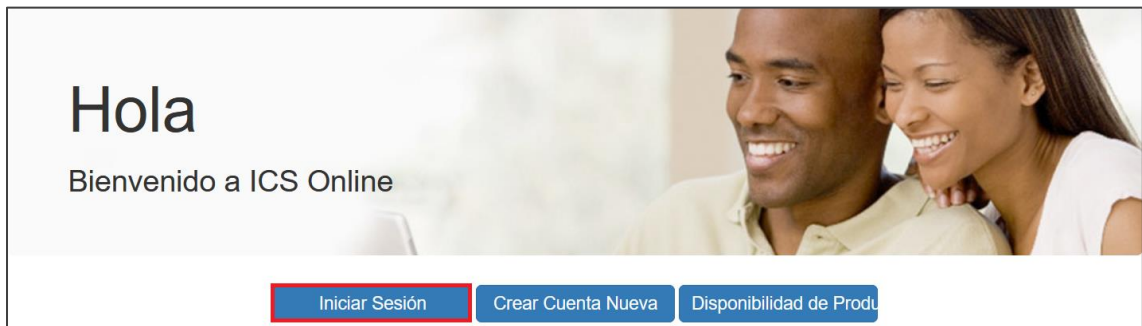 Hola
Bienvenido a ICS Online
Iniciar Sesión
Crear Cuenta Nueva
Disponibilidad de Produ